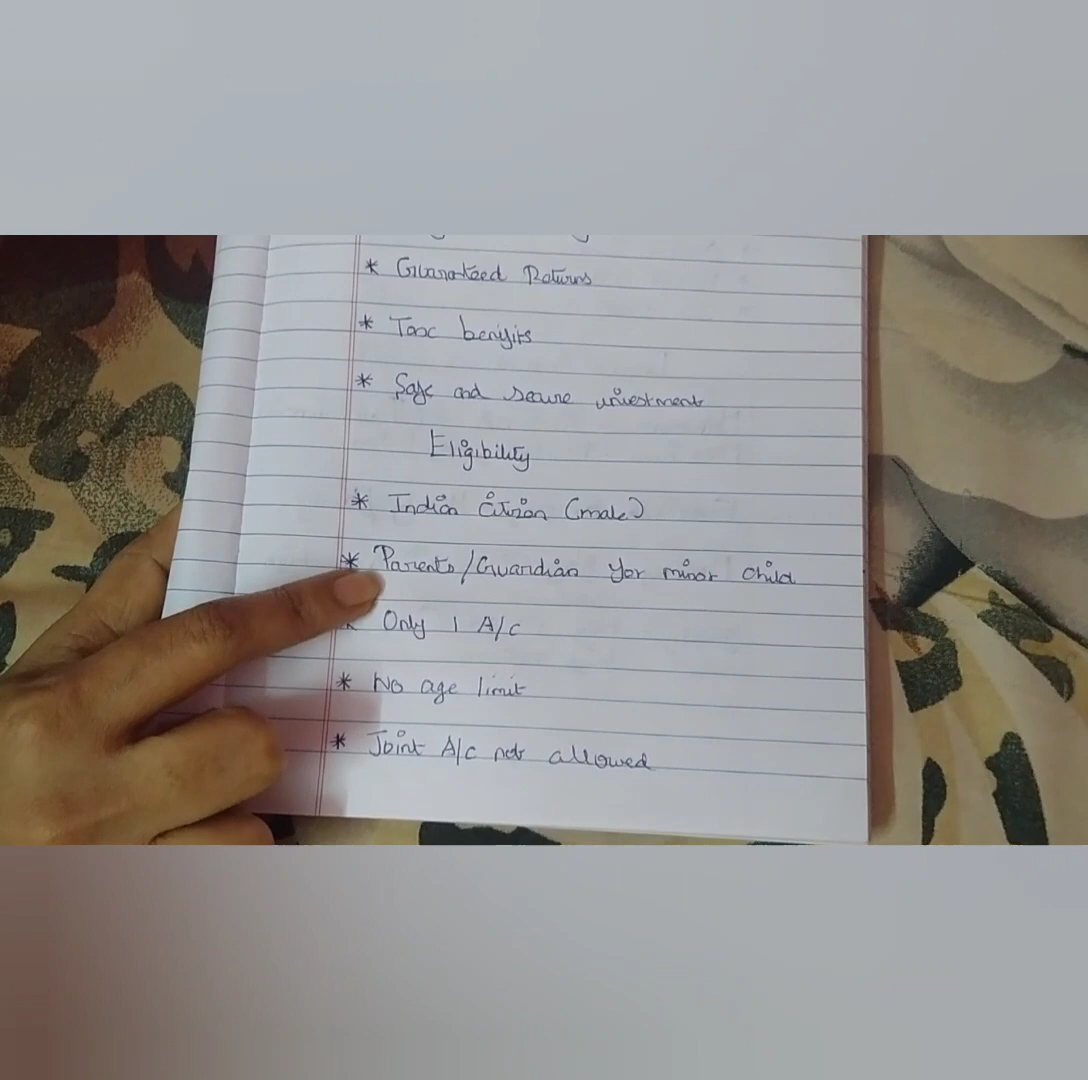 * Guaranteed Returns
* Tax benifits
* Safe and secure investment
Eligibility
* Indian Citizen (male)
* Parents/Guardian for minor child
Only 1 A/c
* No age limit
* Joint A/c not allowed